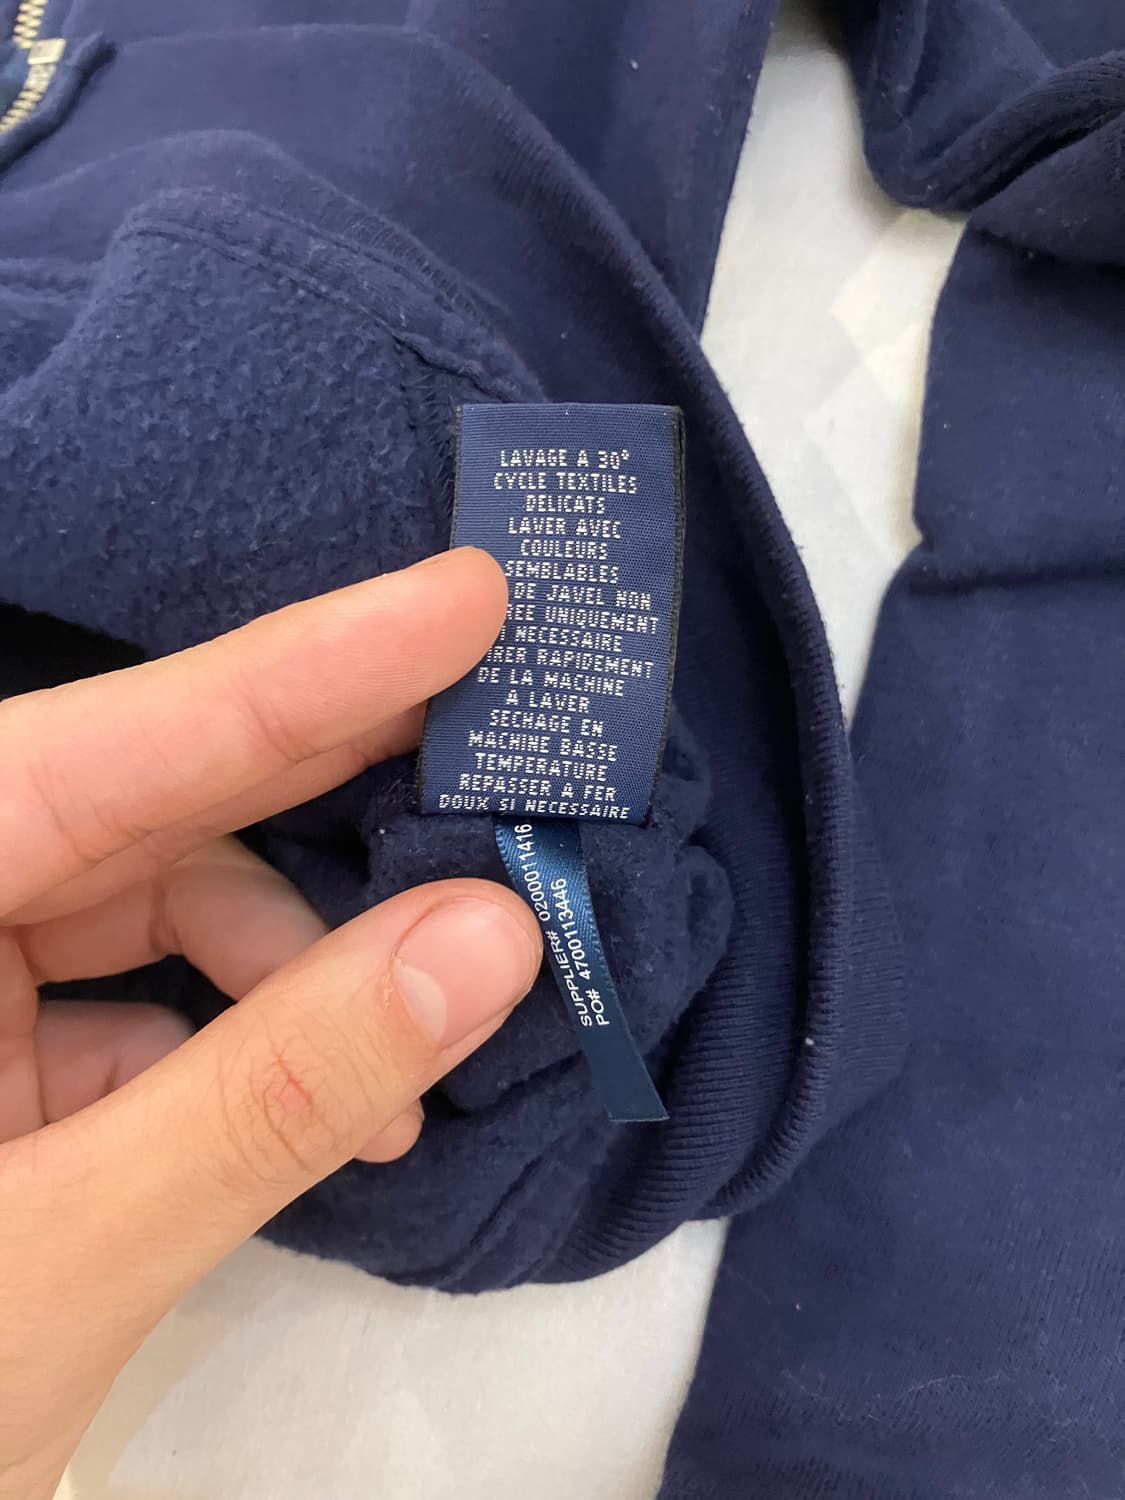 LAVAGE A 30°
CYCLE TEXTILES
DELICATS
LAVER AVEC
COULEURS
SEMBLABLES
DE JAVEL NON
UNIQUEMENT
NECESSAIRE
RAPIDEMENT
DE LA MACHINE
A LAVER
SECHAGE EN
MACHINE BASSE
TEMPERATURE
REPASSER A FER
DOUX SI NECESSAIRE
SUPPLIER# 0200011416
PO# 4700113446